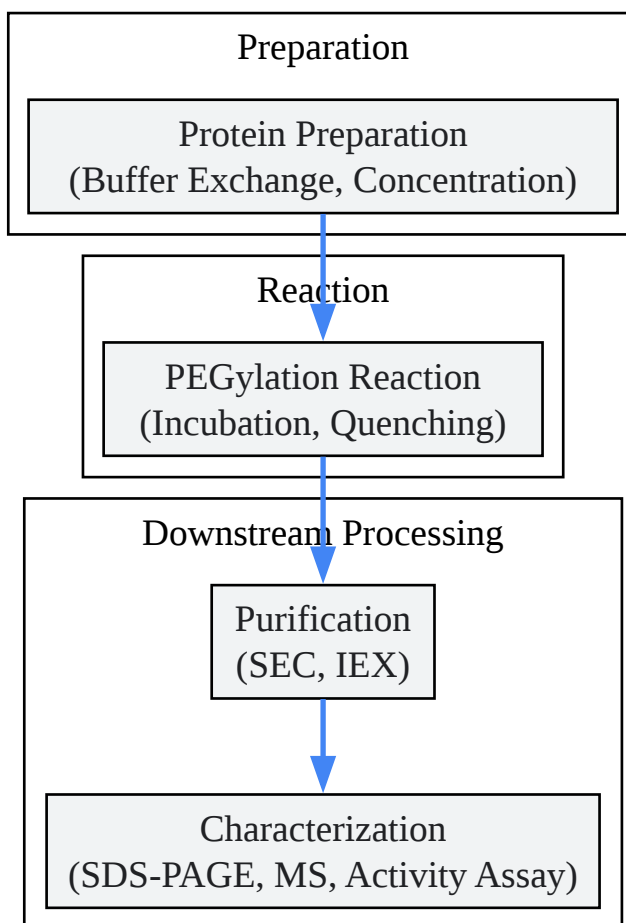 Preparation
Protein Preparation
(Buffer Exchange, Concentration)
Reaction
PEGylation Reaction
(Incubation, Quenching)
Downstream Processing
Purification
(SEC, IEX)
Characterization
(SDS-PAGE, MS, Activity Assay)